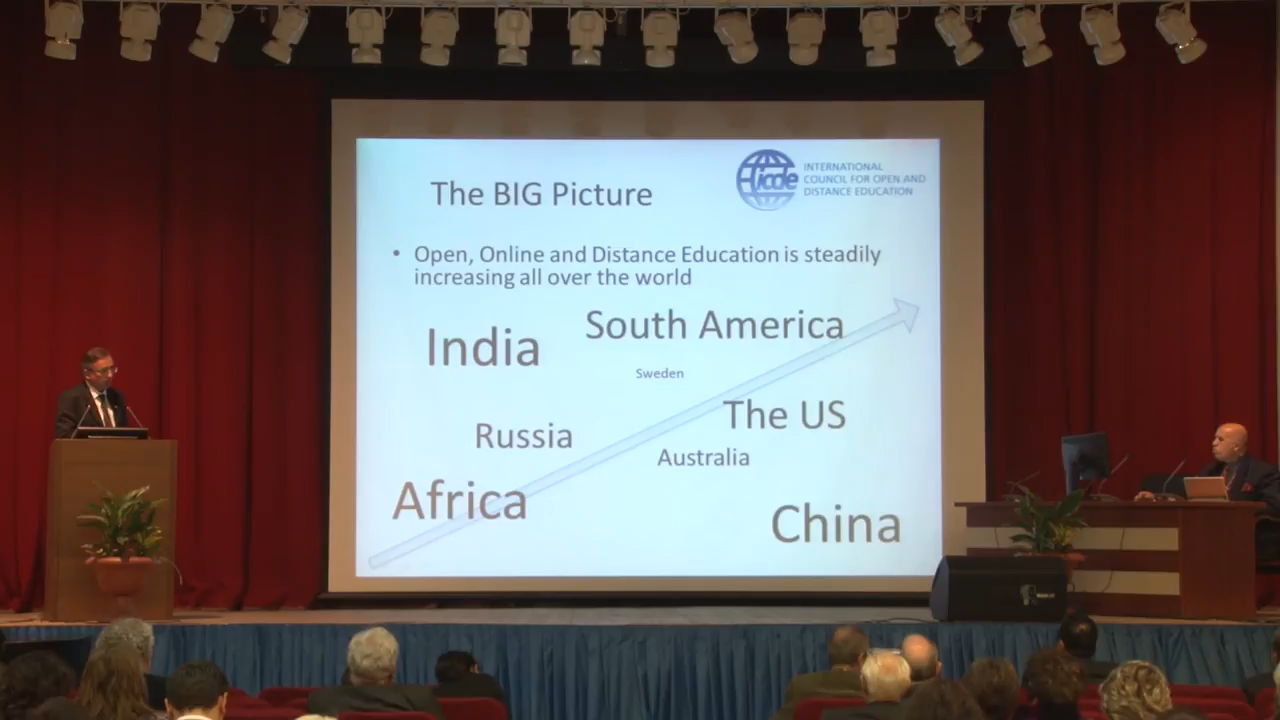 The BIG Picture
icde
INTERNATIONAL
COUNCIL FOR OPEN AND
DISTANCE EDUCATION
• Open, Online and Distance Education is steadily
increasing all over the world
South America
India
Sweden
The US
Russia
Australia
Africa
China